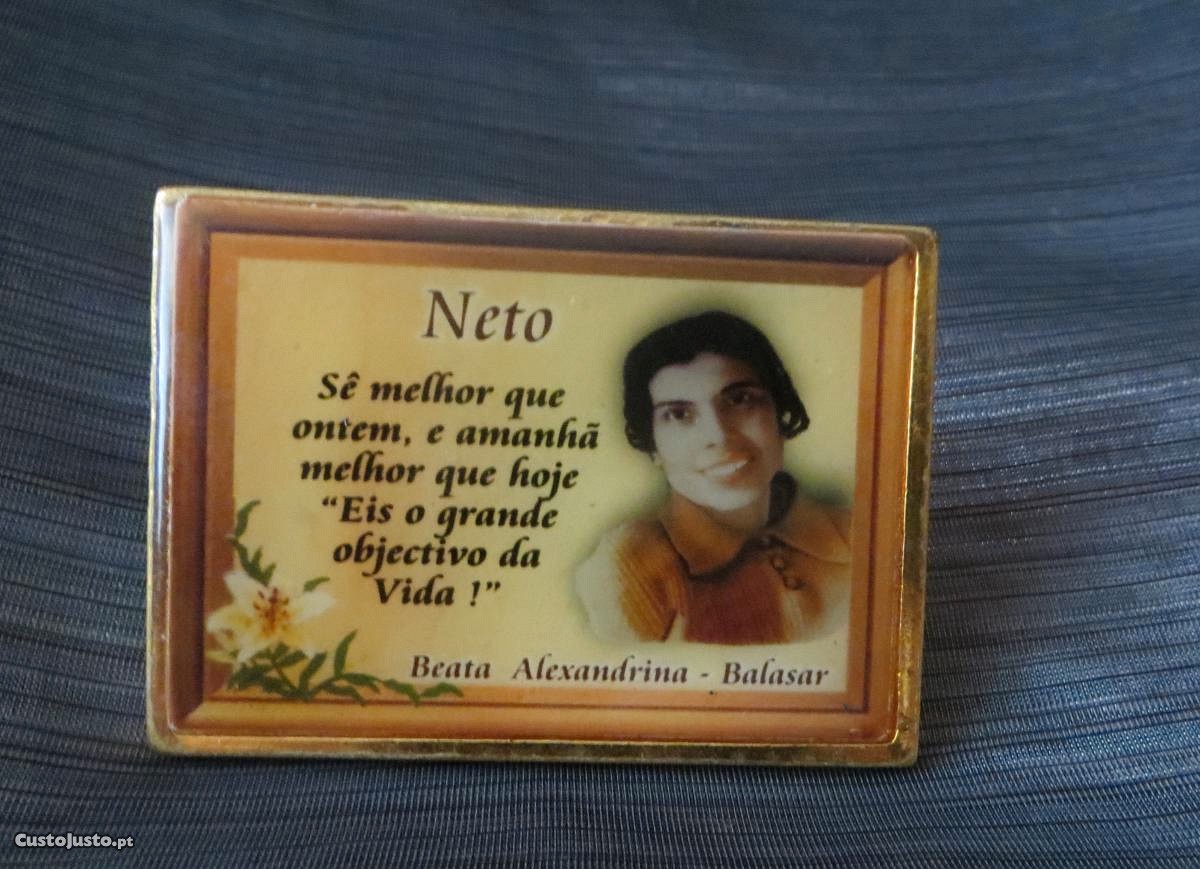 Neto
Sê melhor que
ontem, e amanhã
melhor que hoje
“Eis o grande
objectivo da
Vida !”
Beata Alexandrina - Balasar
CustoJusto.pt